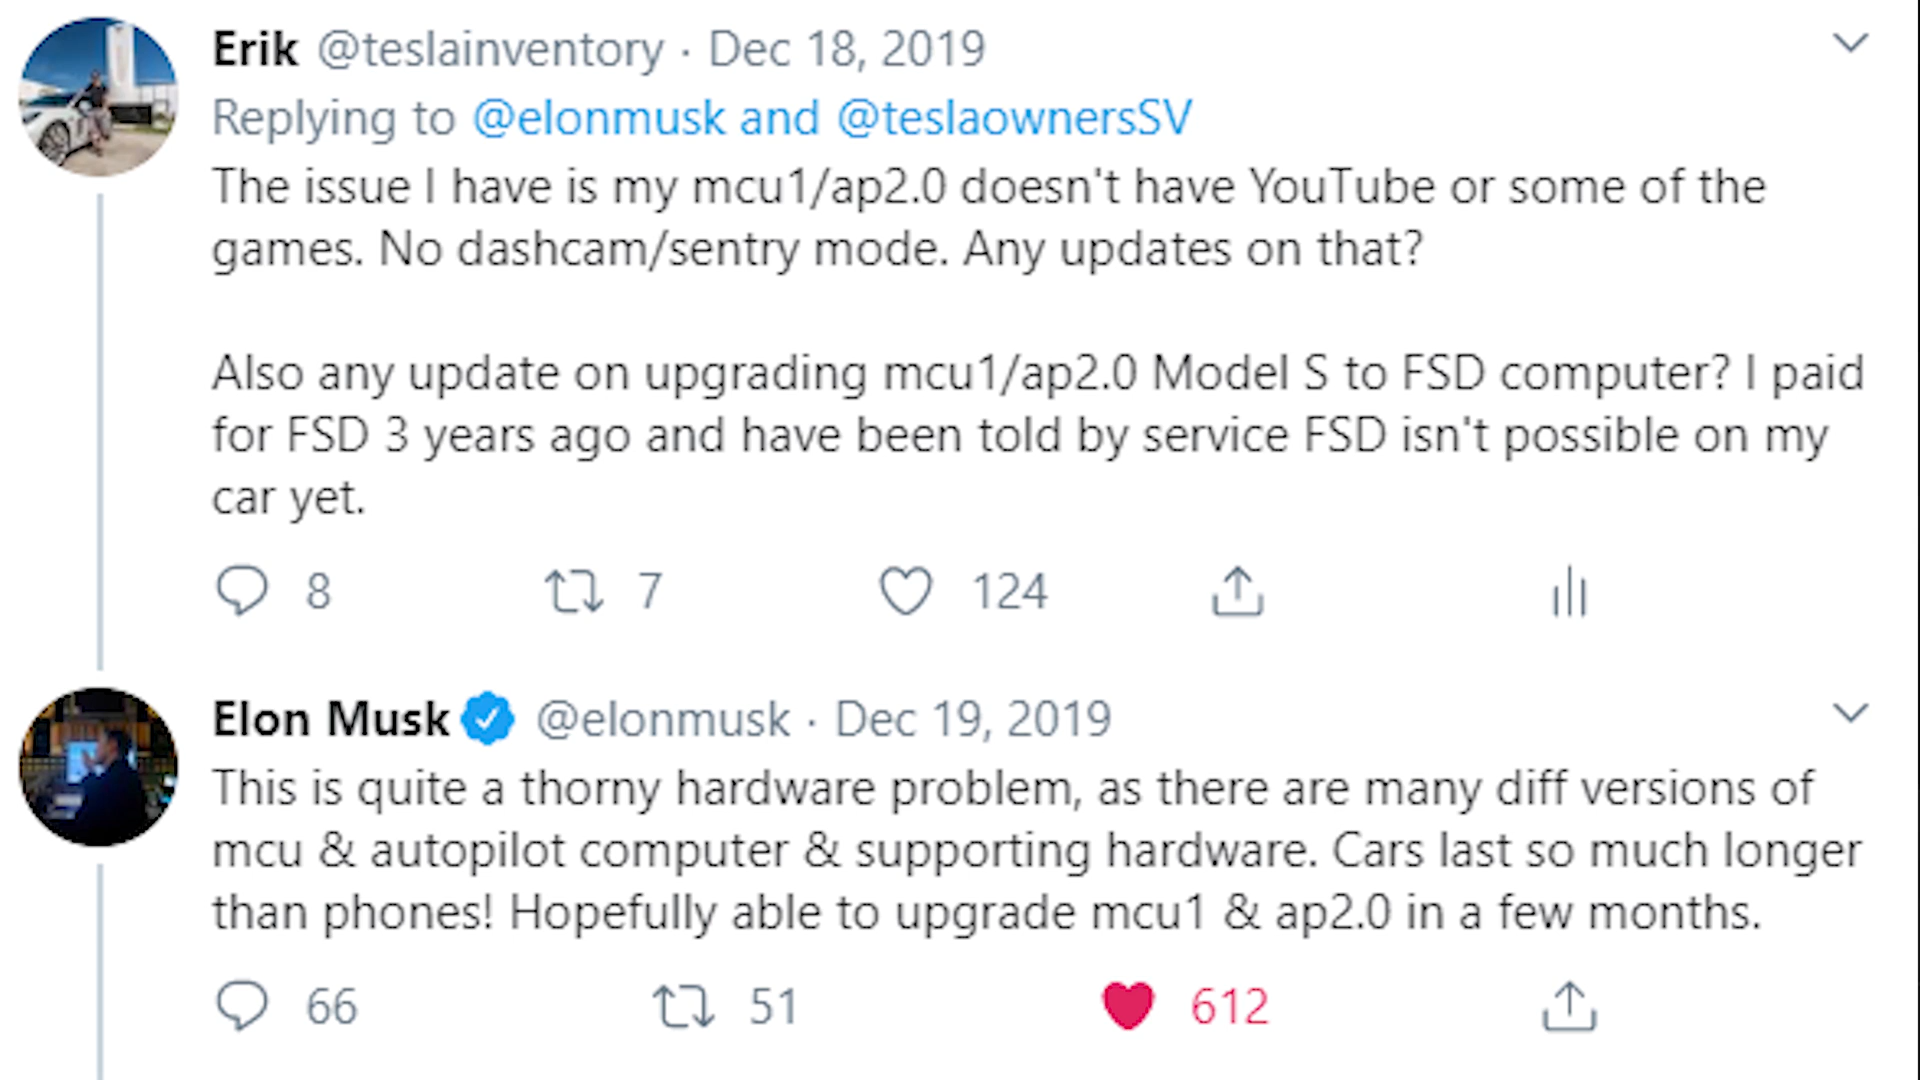 Erik @teslainventory · Dec 18, 2019
Replying to @elonmusk and @teslaownersSV
The issue I have is my mcu1/ap2.0 doesn't have YouTube or some of the
games. No dashcam/sentry mode. Any updates on that?
Also any update on upgrading mcu1/ap2.0 Model S to FSD computer? I paid
for FSD 3 years ago and have been told by service FSD isn't possible on my
car yet.
8 7 124
Elon Musk @elonmusk · Dec 19, 2019
This is quite a thorny hardware problem, as there are many diff versions of
mcu & autopilot computer & supporting hardware. Cars last so much longer
than phones! Hopefully able to upgrade mcu1 & ap2.0 in a few months.
66 51 612